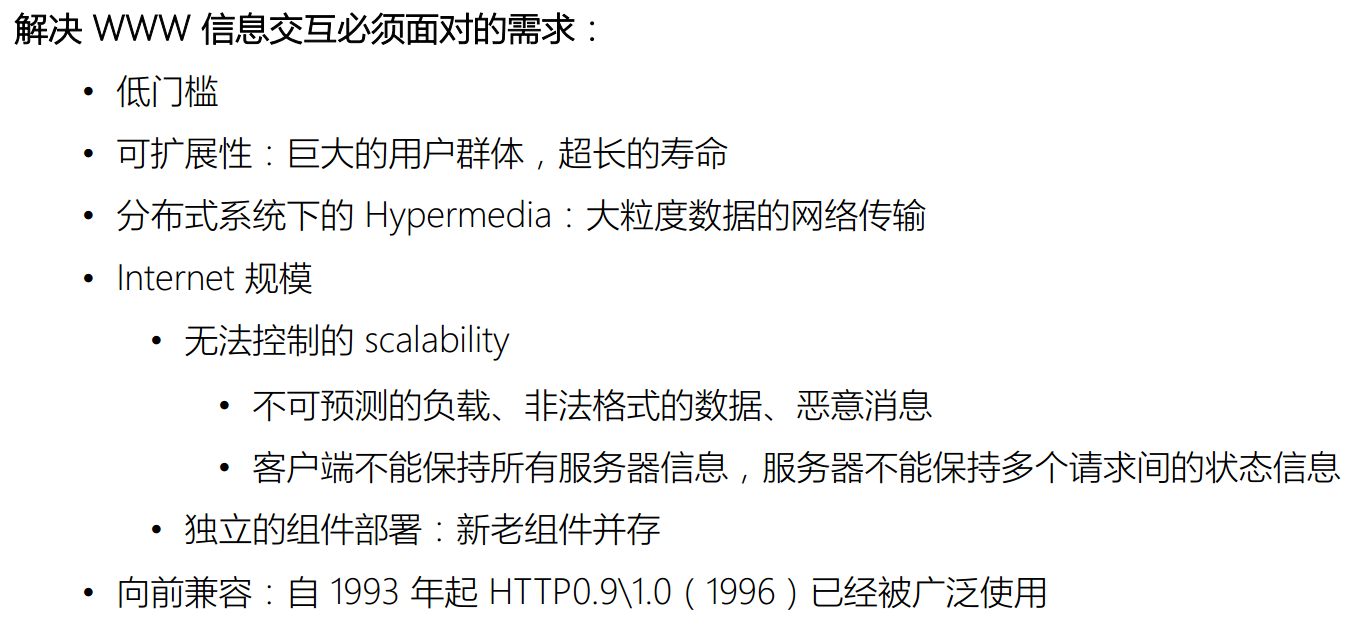 解决 WWW 信息交互必须面对的需求：
• 低门槛
• 可扩展性：巨大的用户群体，超长的寿命
• 分布式系统下的 Hypermedia：大粒度数据的网络传输
• Internet 规模
• 无法控制的 scalability
• 不可预测的负载、非法格式的数据、恶意消息
• 客户端不能保持所有服务器信息，服务器不能保持多个请求间的状态信息
• 独立的组件部署：新老组件并存
• 向前兼容：自 1993 年起 HTTP0.9\1.0（1996）已经被广泛使用